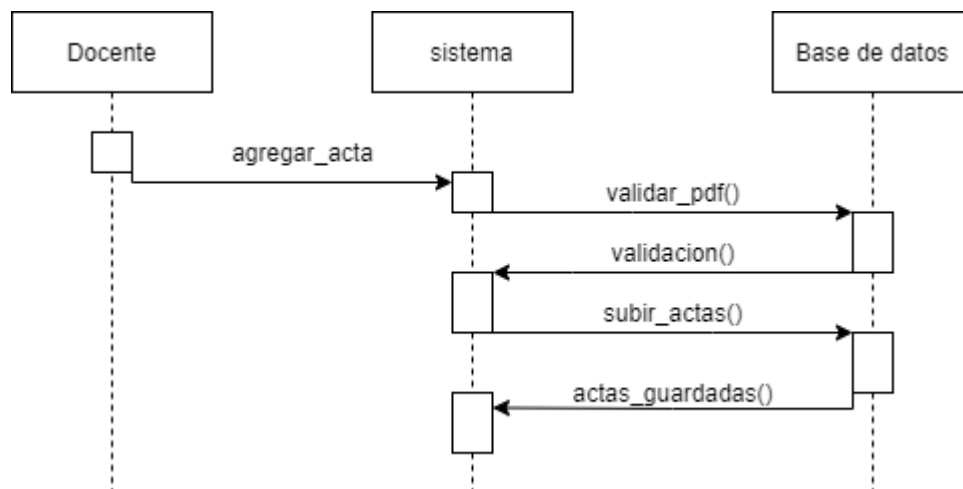 Docente
sistema
Base de datos
agregar_acta
validar_pdf()
validacion()
subir_actas()
actas_guardadas()